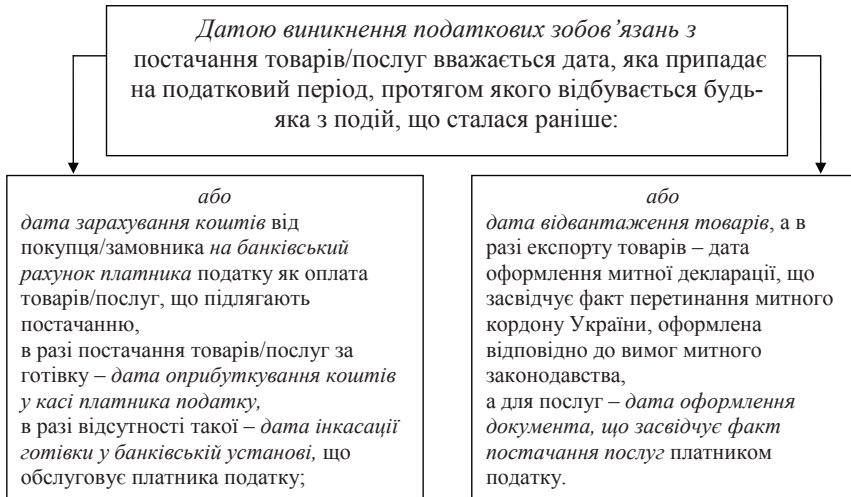 Датою виникнення податкових зобов’язань з
постачання товарів/послуг вважається дата, яка припадає
на податковий період, протягом якого відбувається будь-
яка з подій, що сталася раніше:
або
дата зарахування коштів від
покупця/замовника на банківський
рахунок платника податку як оплата
товарів/послуг, що підлягають
постачанню,
в разі постачання товарів/послуг за
готівку – дата оприбуткування коштів
у касі платника податку,
в разі відсутності такої – дата інкасації
готівки у банківській установі, що
обслуговує платника податку;
або
дата відвантаження товарів, а в
разі експорту товарів – дата
оформлення митної декларації, що
засвідчує факт перетинання митного
кордону України, оформлена
відповідно до вимог митного
законодавства,
а для послуг – дата оформлення
документа, що засвідчує факт
постачання послуг платником
податку.